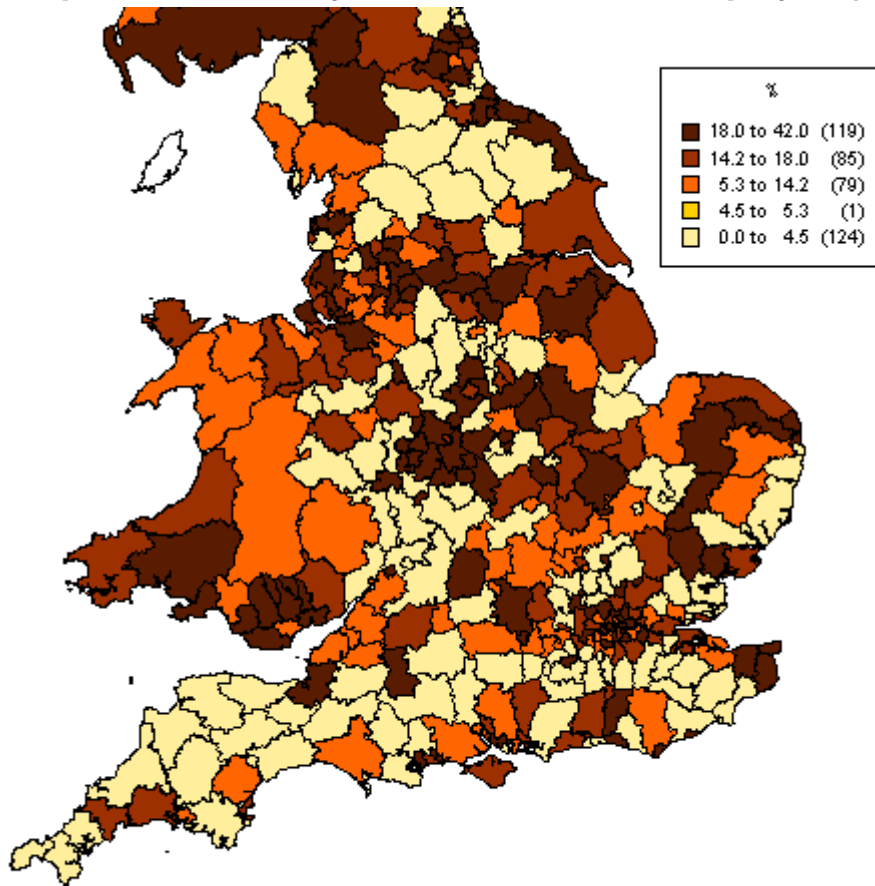 %
18.0 to 42.0 (119)
14.2 to 18.0 (85)
5.3 to 14.2 (79)
4.5 to 5.3 (1)
0.0 to 4.5 (124)